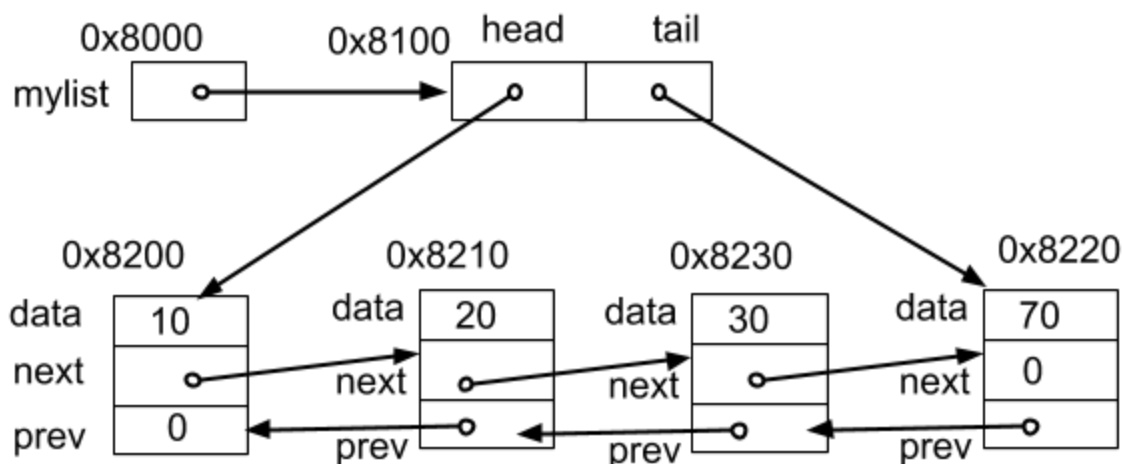 0x8000 0x8100 head tail
mylist
0x8200 0x8210 0x8230 0x8220
data 10 data 20 data 30 data 70
next next next next 0
prev 0 prev prev prev